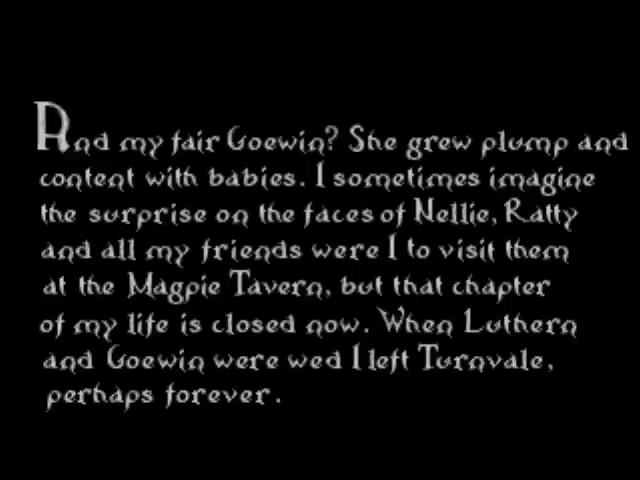 And my fair Goewin? She grew plump and
content with babies. I sometimes imagine
the surprise on the faces of Nellie, Ratty
and all my friends were I to visit them
at the Magpie Tavern, but that chapter
of my life is closed now. When Luthern
and Goewin were wed I left Turnvale,
perhaps forever.